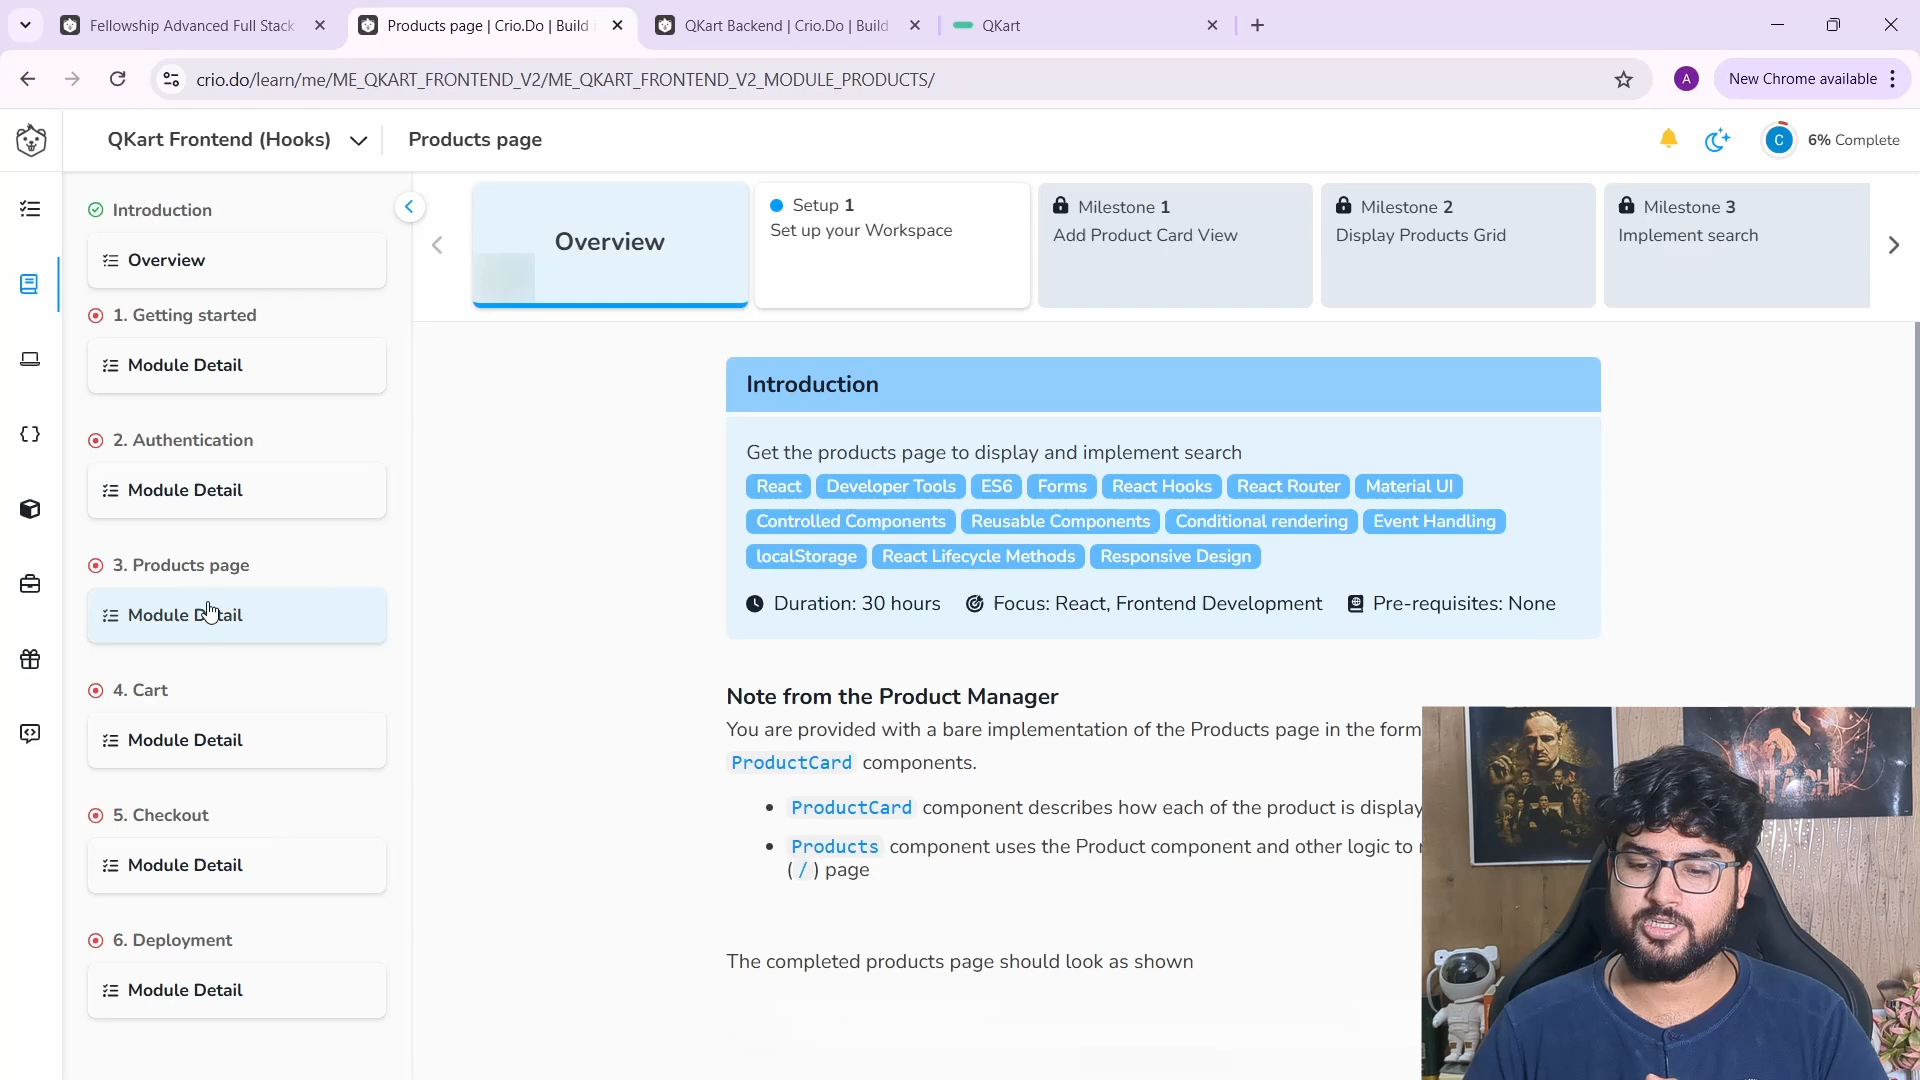 Fellowship Advanced Full Stack
Products page | Crio.Do | Build
QKart Backend | Crio.Do | Build
QKart
crio.do/learn/me/ME_QKART_FRONTEND_V2/ME_QKART_FRONTEND_V2_MODULE_PRODUCTS/
A
New Chrome available
QKart Frontend (Hooks)
Products page
C
6% Complete
Introduction
Overview
1. Getting started
Module Detail
2. Authentication
Module Detail
3. Products page
Module Detail
4. Cart
Module Detail
5. Checkout
Module Detail
6. Deployment
Module Detail
Overview
Setup 1
Set up your Workspace
Milestone 1
Add Product Card View
Milestone 2
Display Products Grid
Milestone 3
Implement search
Introduction
Get the products page to display and implement search
React Developer Tools ES6 Forms React Hooks React Router Material UI
Controlled Components Reusable Components Conditional rendering Event Handling
localStorage React Lifecycle Methods Responsive Design
Duration: 30 hours Focus: React, Frontend Development Pre-requisites: None
Note from the Product Manager
You are provided with a bare implementation of the Products page in the form
ProductCard components.
ProductCard component describes how each of the product is display
Products component uses the Product component and other logic to
(/) page
The completed products page should look as shown